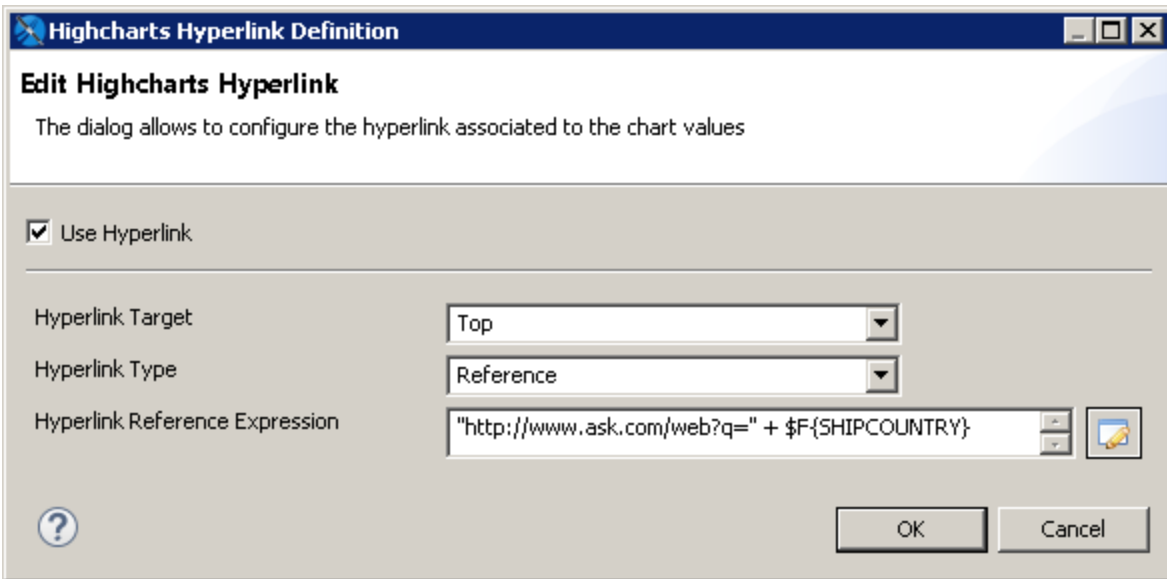 Highcharts Hyperlink Definition
Edit Highcharts Hyperlink
The dialog allows to configure the hyperlink associated to the chart values
Use Hyperlink
Hyperlink Target Top
Hyperlink Type Reference
Hyperlink Reference Expression "http://www.ask.com/web?q=" + $F{SHIPCOUNTRY}
? OK Cancel